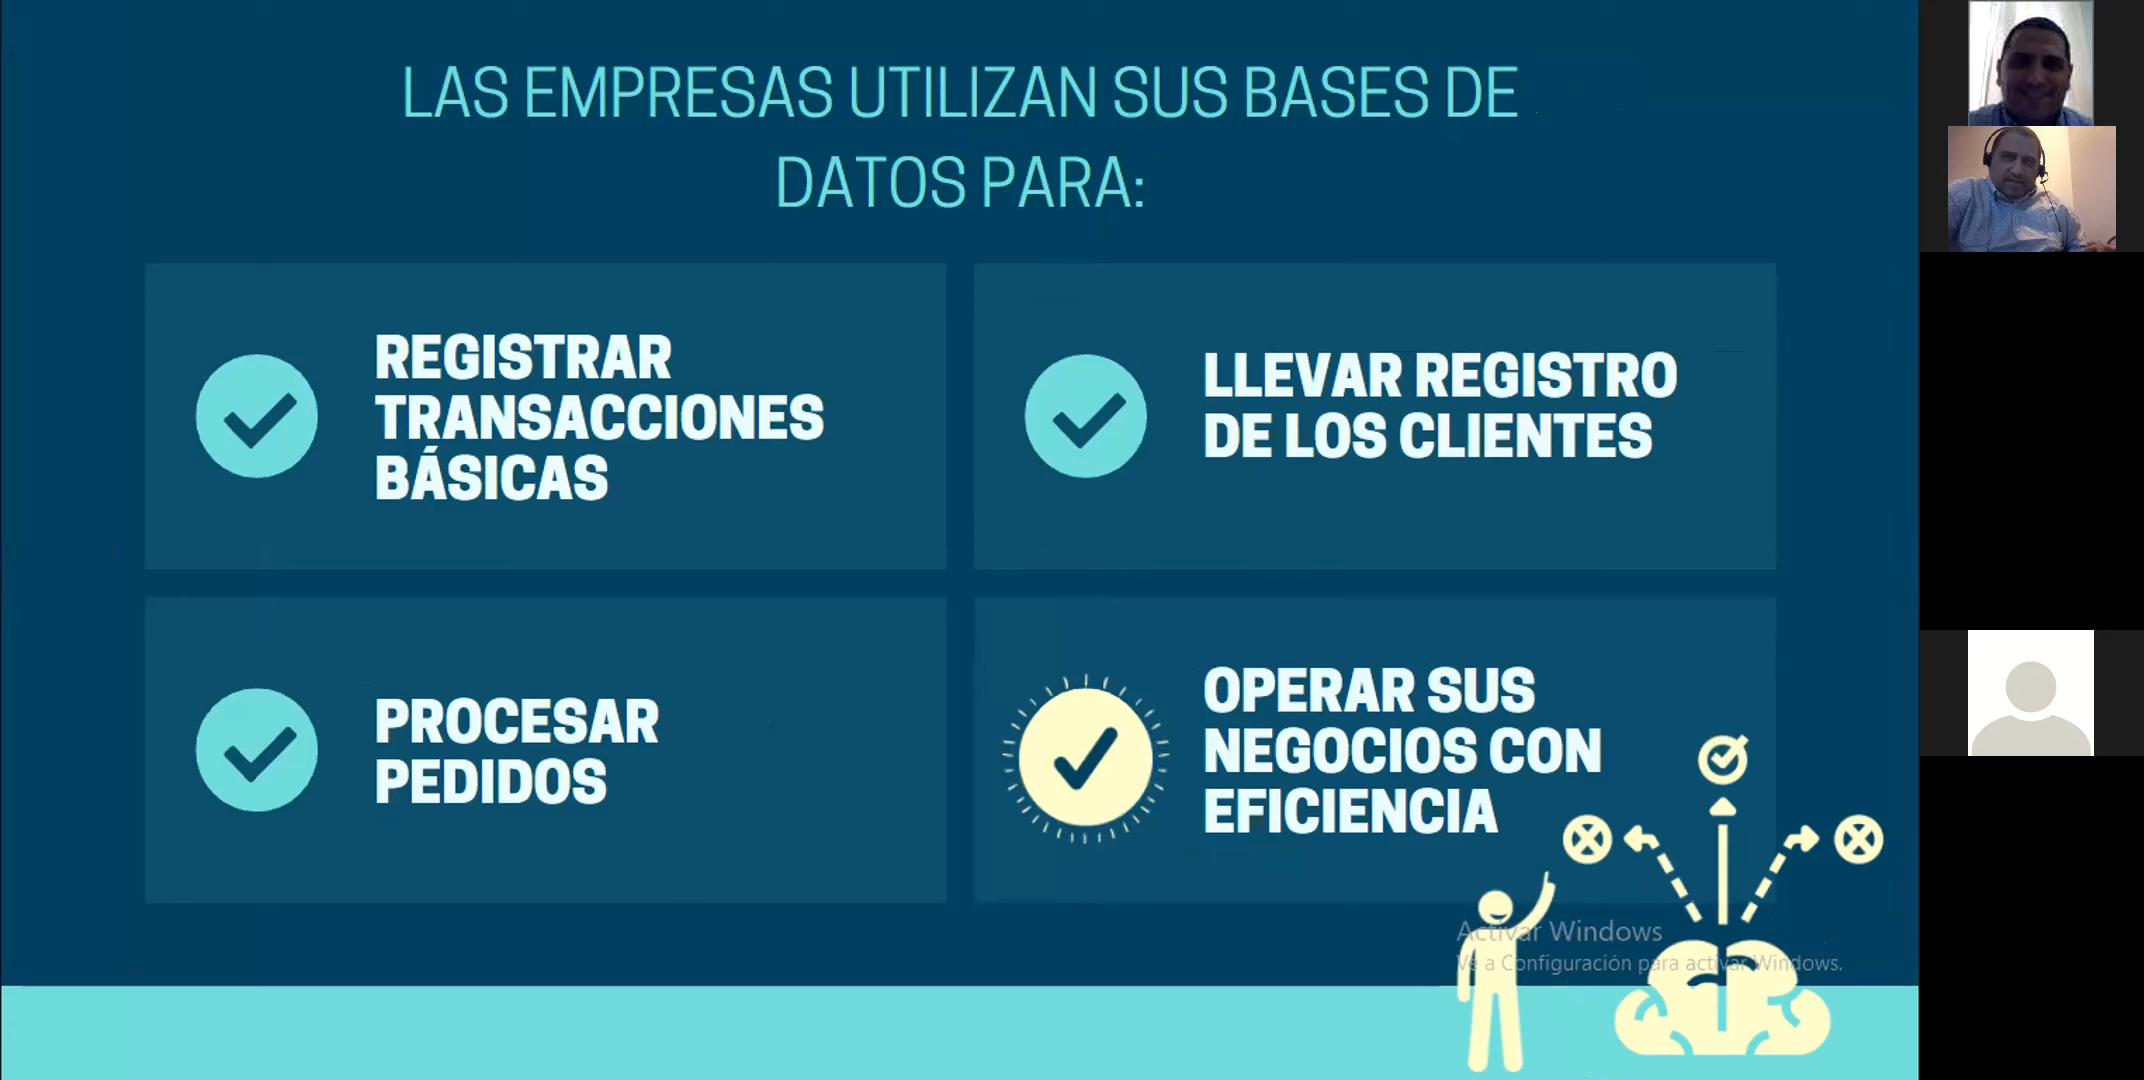 LAS EMPRESAS UTILIZAN SUS BASES DE
DATOS PARA:
REGISTRAR
TRANSACCIONES
BÁSICAS
LLEVAR REGISTRO
DE LOS CLIENTES
PROCESAR
PEDIDOS
OPERAR SUS
NEGOCIOS CON
EFICIENCIA
Activar Windows
Ve a Configuración para activar Windows.